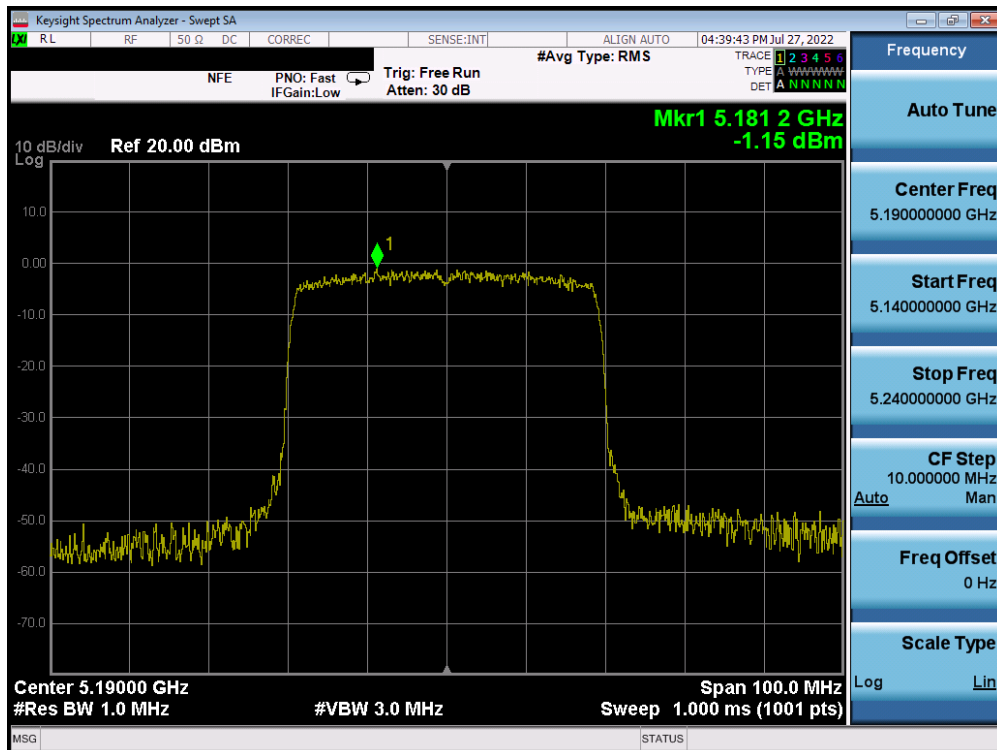 Keysight Spectrum Analyzer - Swept SA
LXI RL RF 50 Ω DC CORREC SENSE:INT ALIGN AUTO 04:39:43 PM Jul 27, 2022
#Avg Type: RMS TRACE 1 2 3 4 5 6
NFE PNO: Fast Trig: Free Run TYPE A WWWWW
IFGain:Low Atten: 30 dB DET A N N N N N
Mkr1 5.181 2 GHz
-1.15 dBm
10 dB/div Ref 20.00 dBm
Log
1
10.0
0.00
-10.0
-20.0
-30.0
-40.0
-50.0
-60.0
-70.0
Center 5.19000 GHz Span 100.0 MHz
#Res BW 1.0 MHz #VBW 3.0 MHz Sweep 1.000 ms (1001 pts)
MSG STATUS
Frequency
Auto Tune
Center Freq
5.190000000 GHz
Start Freq
5.140000000 GHz
Stop Freq
5.240000000 GHz
CF Step
10.000000 MHz
Auto Man
Freq Offset
0 Hz
Scale Type
Log Lin